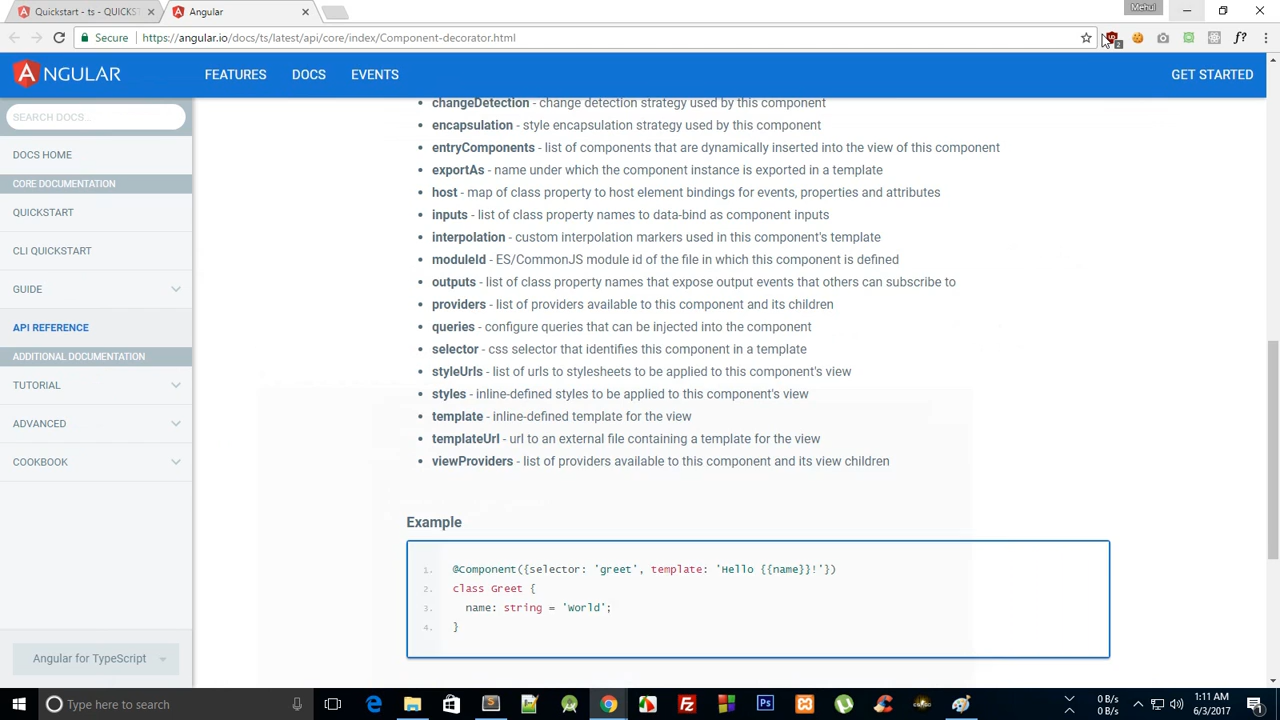 Quickstart - ts - QUICKST
Angular
Mehul
Secure
https://angular.io/docs/ts/latest/api/core/index/Component-decorator.html
2
f?
NGULAR
FEATURES
DOCS
EVENTS
GET STARTED
SEARCH DOCS...
DOCS HOME
CORE DOCUMENTATION
QUICKSTART
CLI QUICKSTART
GUIDE
API REFERENCE
ADDITIONAL DOCUMENTATION
TUTORIAL
ADVANCED
COOKBOOK
Angular for TypeScript
changeDetection - change detection strategy used by this component
encapsulation - style encapsulation strategy used by this component
entryComponents - list of components that are dynamically inserted into the view of this component
exportAs - name under which the component instance is exported in a template
host - map of class property to host element bindings for events, properties and attributes
inputs - list of class property names to data-bind as component inputs
interpolation - custom interpolation markers used in this component's template
moduleId - ES/CommonJS module id of the file in which this component is defined
outputs - list of class property names that expose output events that others can subscribe to
providers - list of providers available to this component and its children
queries - configure queries that can be injected into the component
selector - css selector that identifies this component in a template
styleUrls - list of urls to stylesheets to be applied to this component's view
styles - inline-defined styles to be applied to this component's view
template - inline-defined template for the view
templateUrl - url to an external file containing a template for the view
viewProviders - list of providers available to this component and its view children
Example
1. @Component({selector: 'greet', template: 'Hello {{name}}!'})
2. class Greet {
3. name: string = 'World';
4. }
Type here to search
0 B/s
0 B/s
1:11 AM
6/3/2017